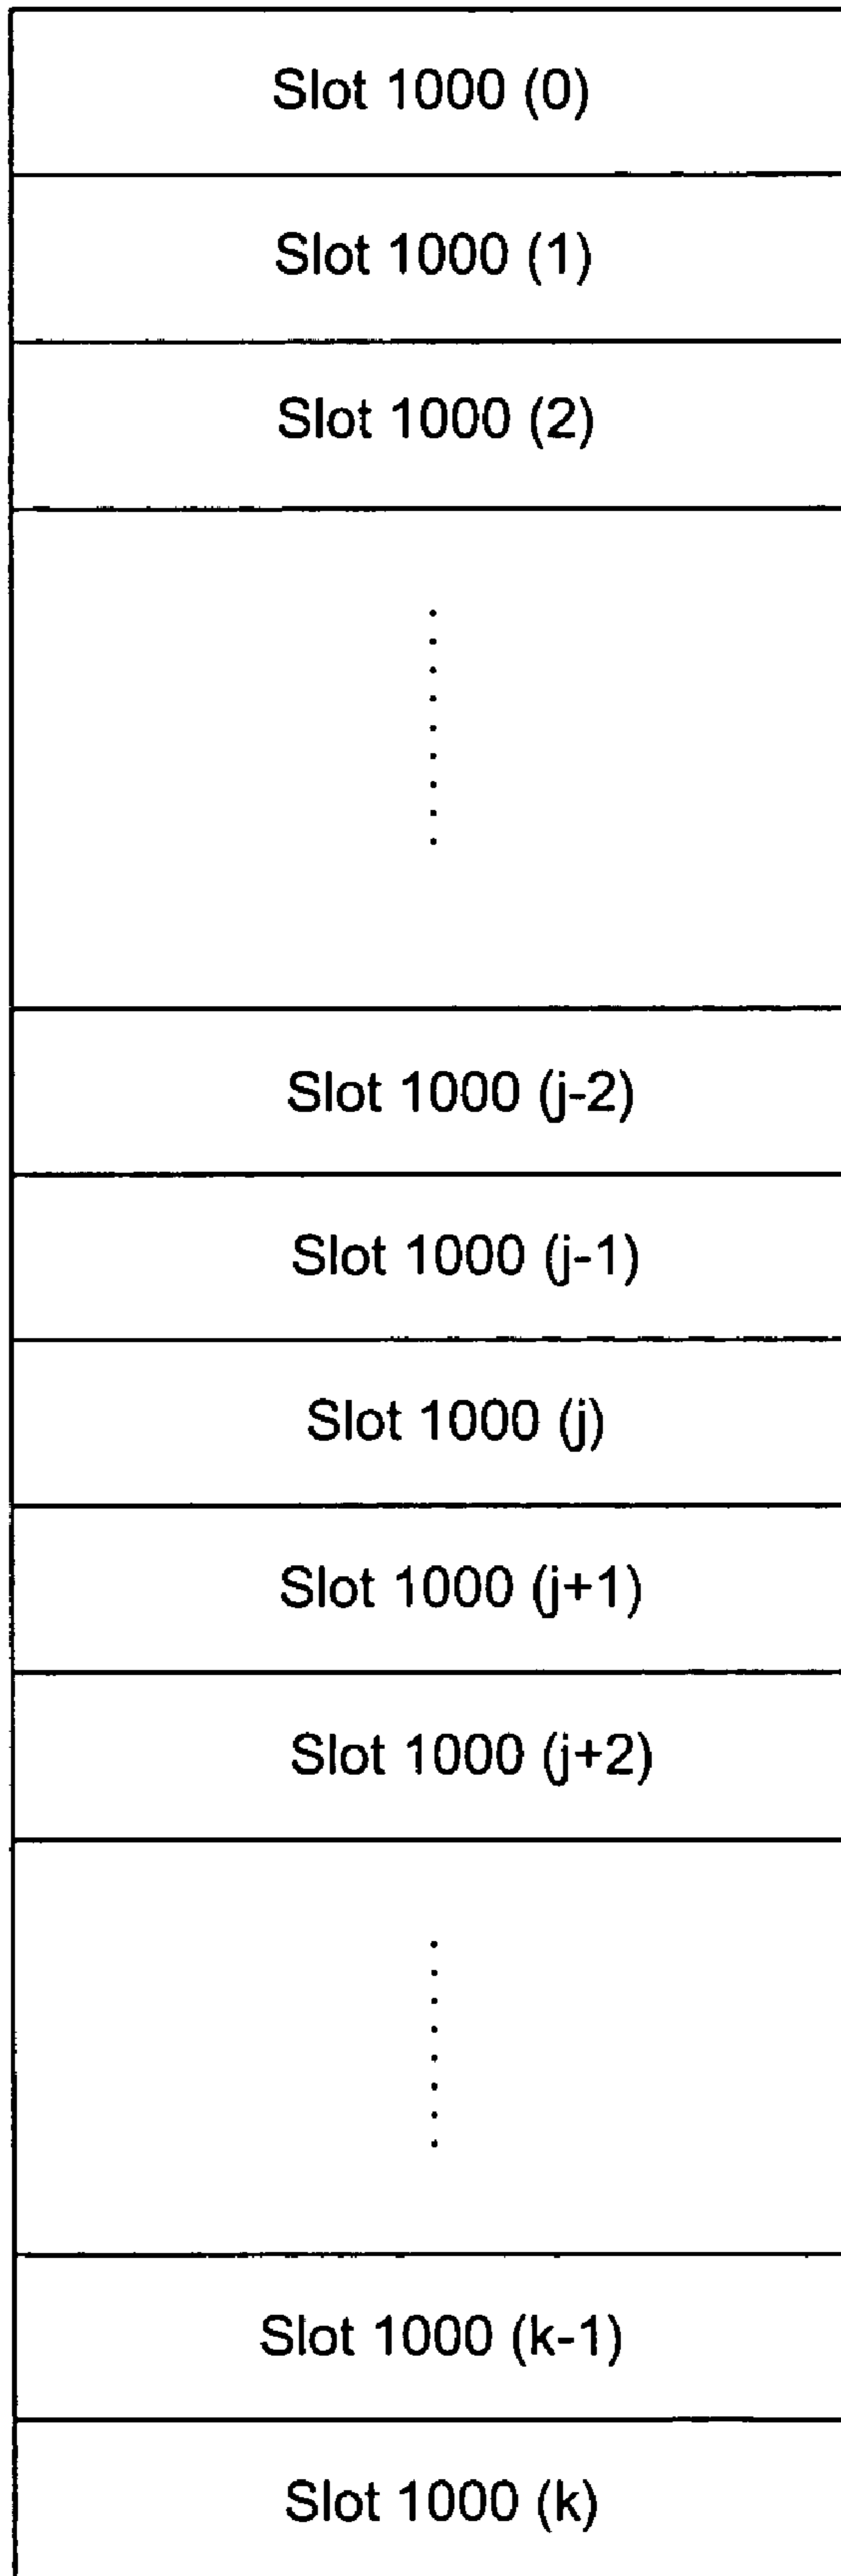 Slot 1000 (0)
Slot 1000 (1)
Slot 1000 (2)
Slot 1000 (j-2)
Slot 1000 (j-1)
Slot 1000 (j)
Slot 1000 (j+1)
Slot 1000 (j+2)
Slot 1000 (k-1)
Slot 1000 (k)